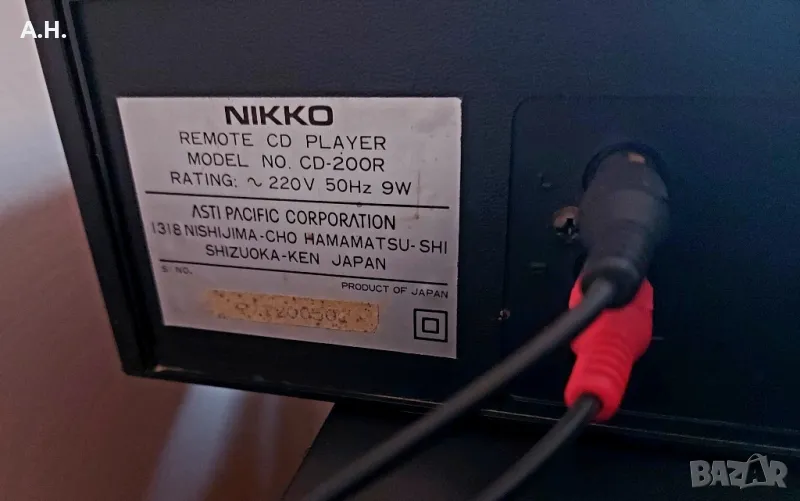 A.H.
NIKKO
REMOTE CD PLAYER
MODEL NO. CD-200R
RATING: ~ 220V 50Hz 9W
ASTI PACIFIC CORPORATION
1318 NISHIJIMA-CHO HAMAMATSU-SHI
SHIZUOKA-KEN JAPAN
S. NO.
PRODUCT OF JAPAN
BAZAR